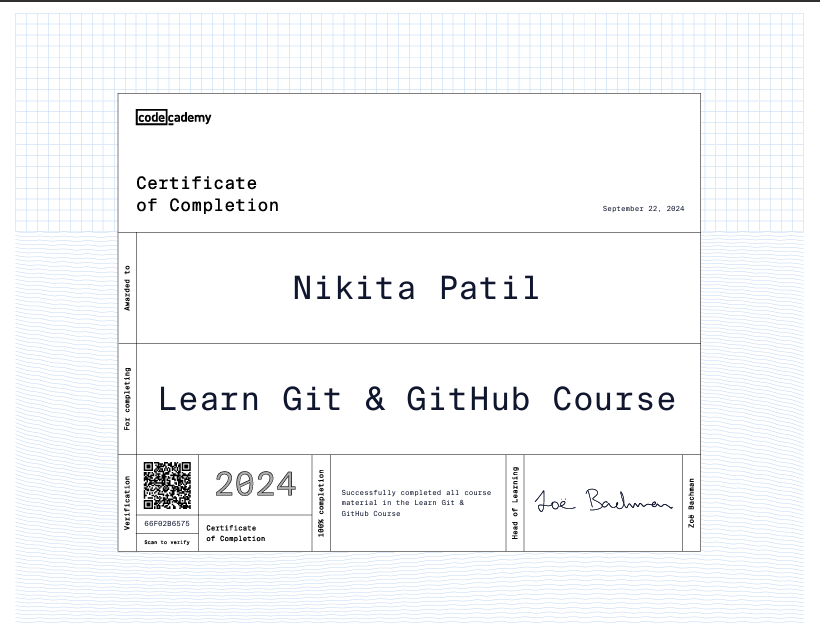 codecademy
Certificate
of Completion
September 22, 2024
Awarded to
Nikita Patil
For completing
Learn Git & GitHub Course
Verification
66F02B6575
Scan to verify
2024
Certificate
of Completion
100% completion
Successfully completed all course
material in the Learn Git &
GitHub Course
Head of Learning
Zoë Bachman
Zoë Bachman